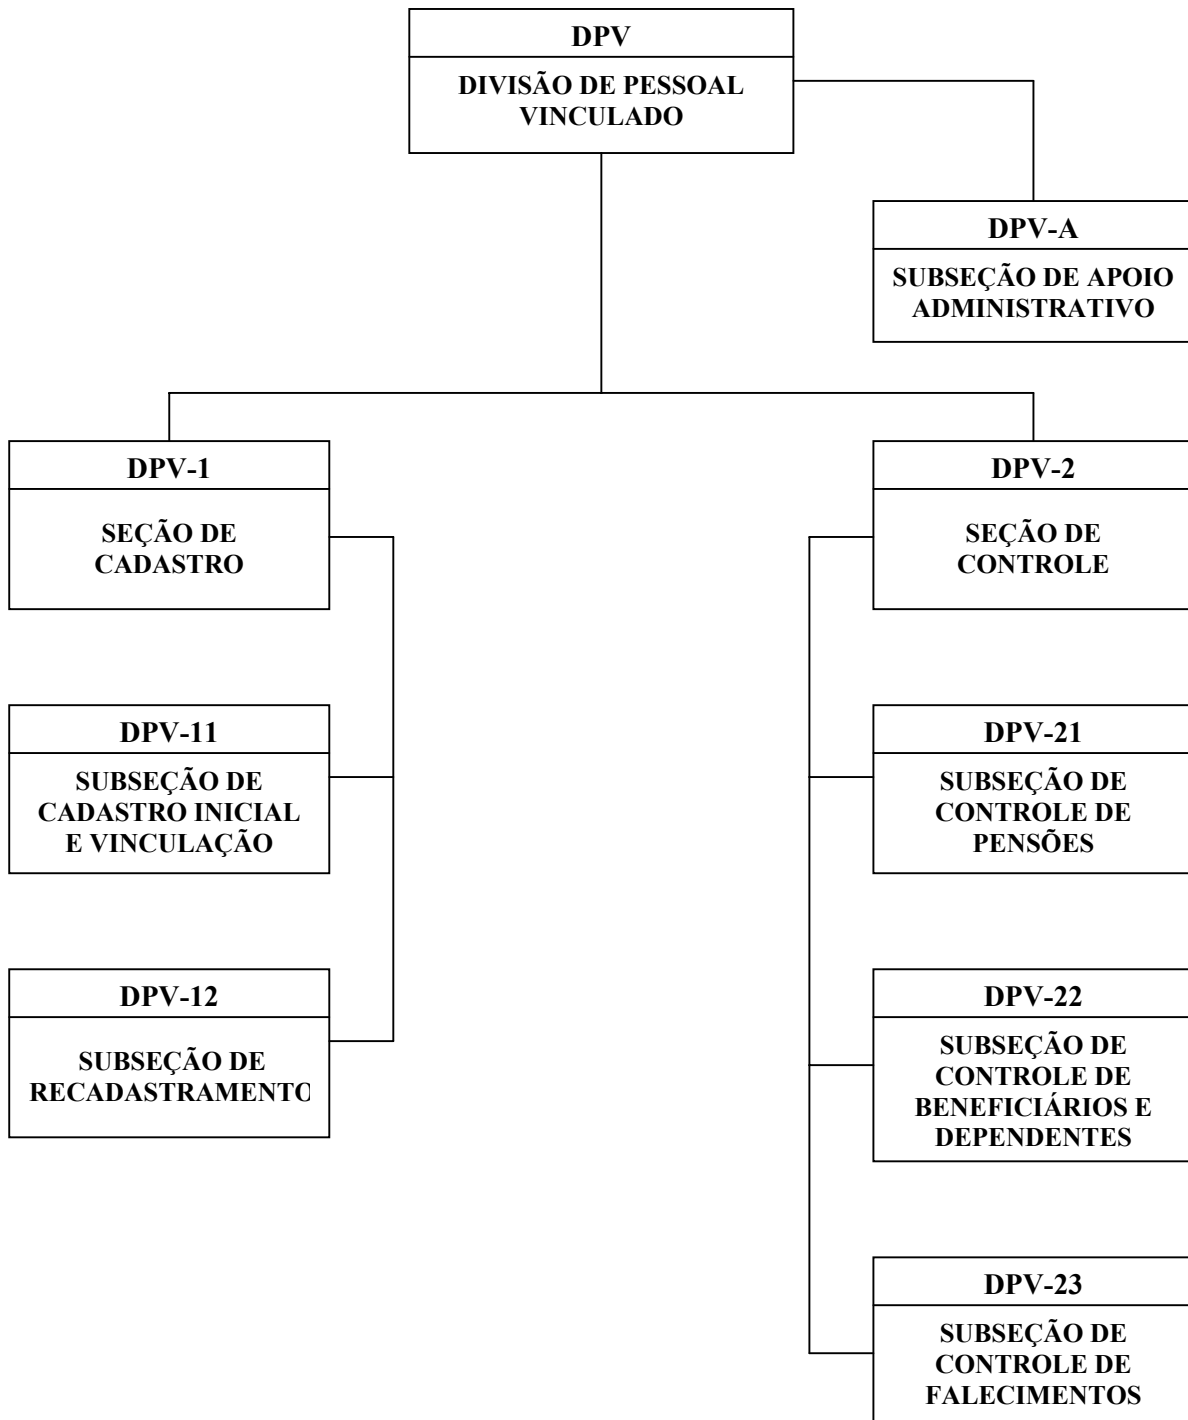 DPV
DIVISÃO DE PESSOAL
VINCULADO
DPV-A
SUBSEÇÃO DE APOIO
ADMINISTRATIVO
DPV-1
SEÇÃO DE
CADASTRO
DPV-2
SEÇÃO DE
CONTROLE
DPV-11
SUBSEÇÃO DE
CADASTRO INICIAL
E VINCULAÇÃO
DPV-21
SUBSEÇÃO DE
CONTROLE DE
PENSÕES
DPV-12
SUBSEÇÃO DE
RECADASTRAMENTO
DPV-22
SUBSEÇÃO DE
CONTROLE DE
BENEFICIÁRIOS E
DEPENDENTES
DPV-23
SUBSEÇÃO DE
CONTROLE DE
FALECIMENTOS